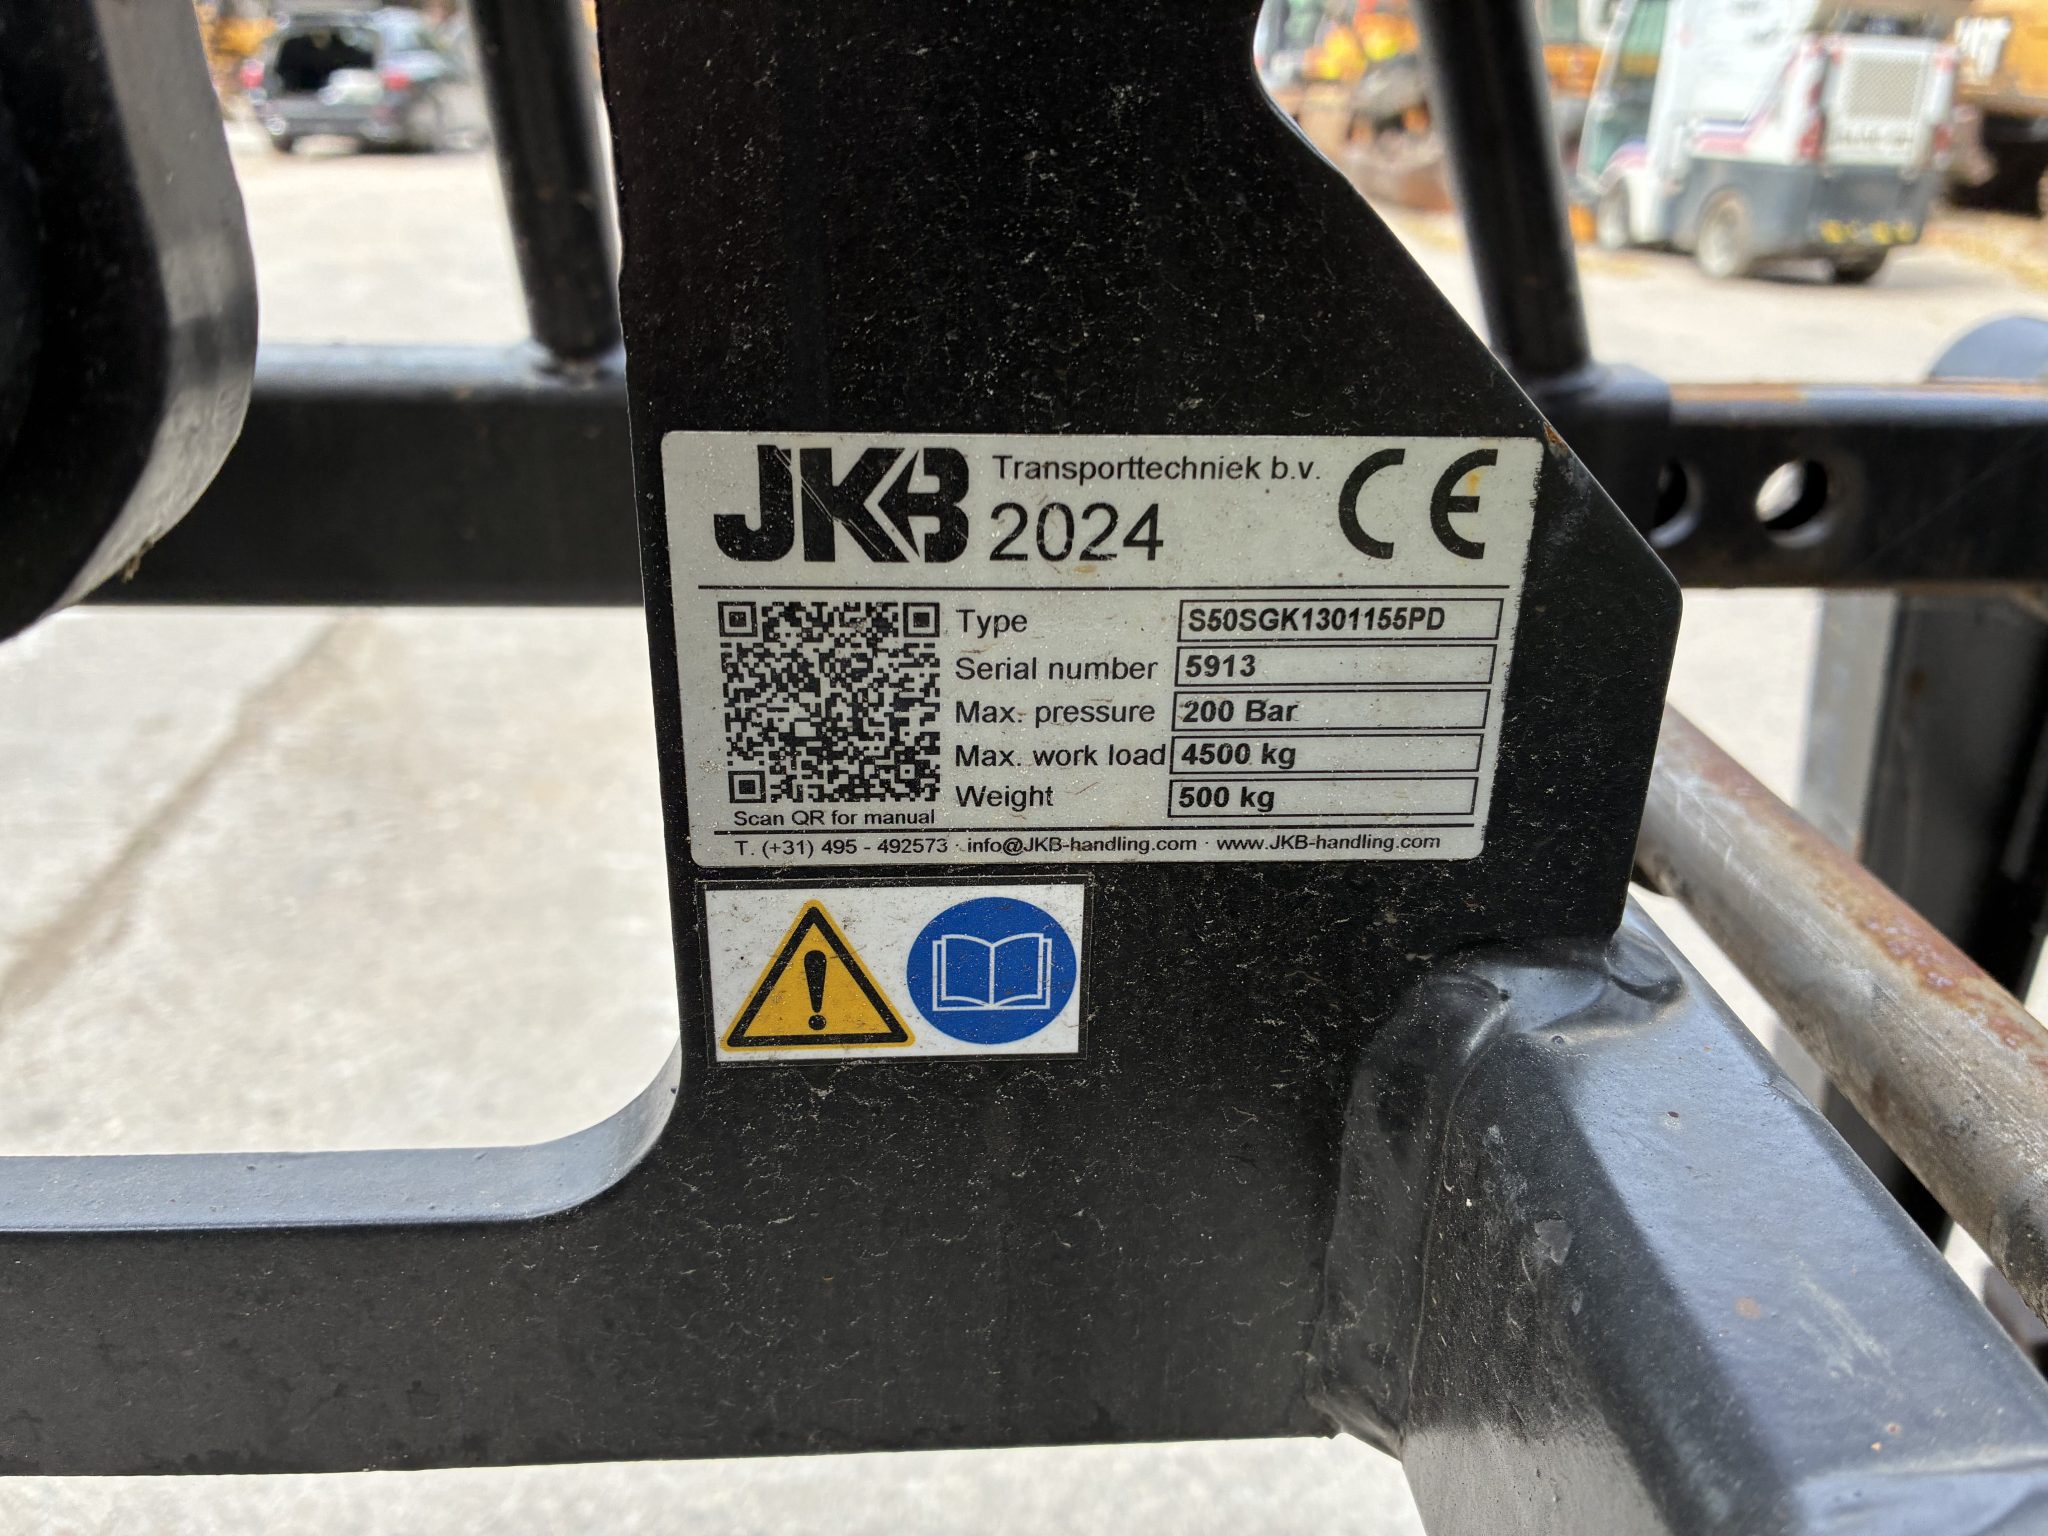 JKB Transporttechniek b.v. CE
2024
Type S50SGK1301155PD
Serial number 5913
Max. pressure 200 Bar
Max. work load 4500 kg
Weight 500 kg
Scan QR for manual
T. (+31) 495 - 492573 · info@JKB-handling.com · www.JKB-handling.com